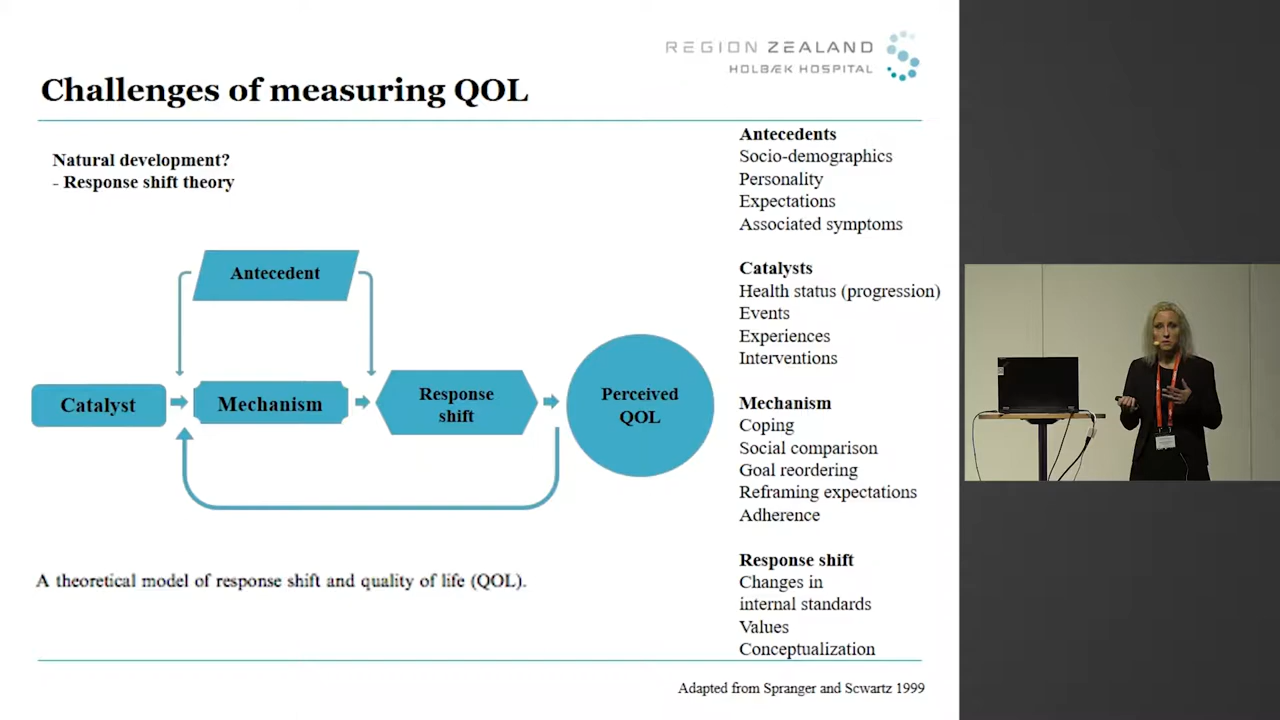 REGION ZEALAND
HOLBÆK HOSPITAL
Challenges of measuring QOL
Natural development?
- Response shift theory
Antecedent
Catalyst
Mechanism
Response
shift
Perceived
QOL
A theoretical model of response shift and quality of life (QOL).
Antecedents
Socio-demographics
Personality
Expectations
Associated symptoms
Catalysts
Health status (progression)
Events
Experiences
Interventions
Mechanism
Coping
Social comparison
Goal reordering
Reframing expectations
Adherence
Response shift
Changes in
internal standards
Values
Conceptualization
Adapted from Spranger and Scwartz 1999